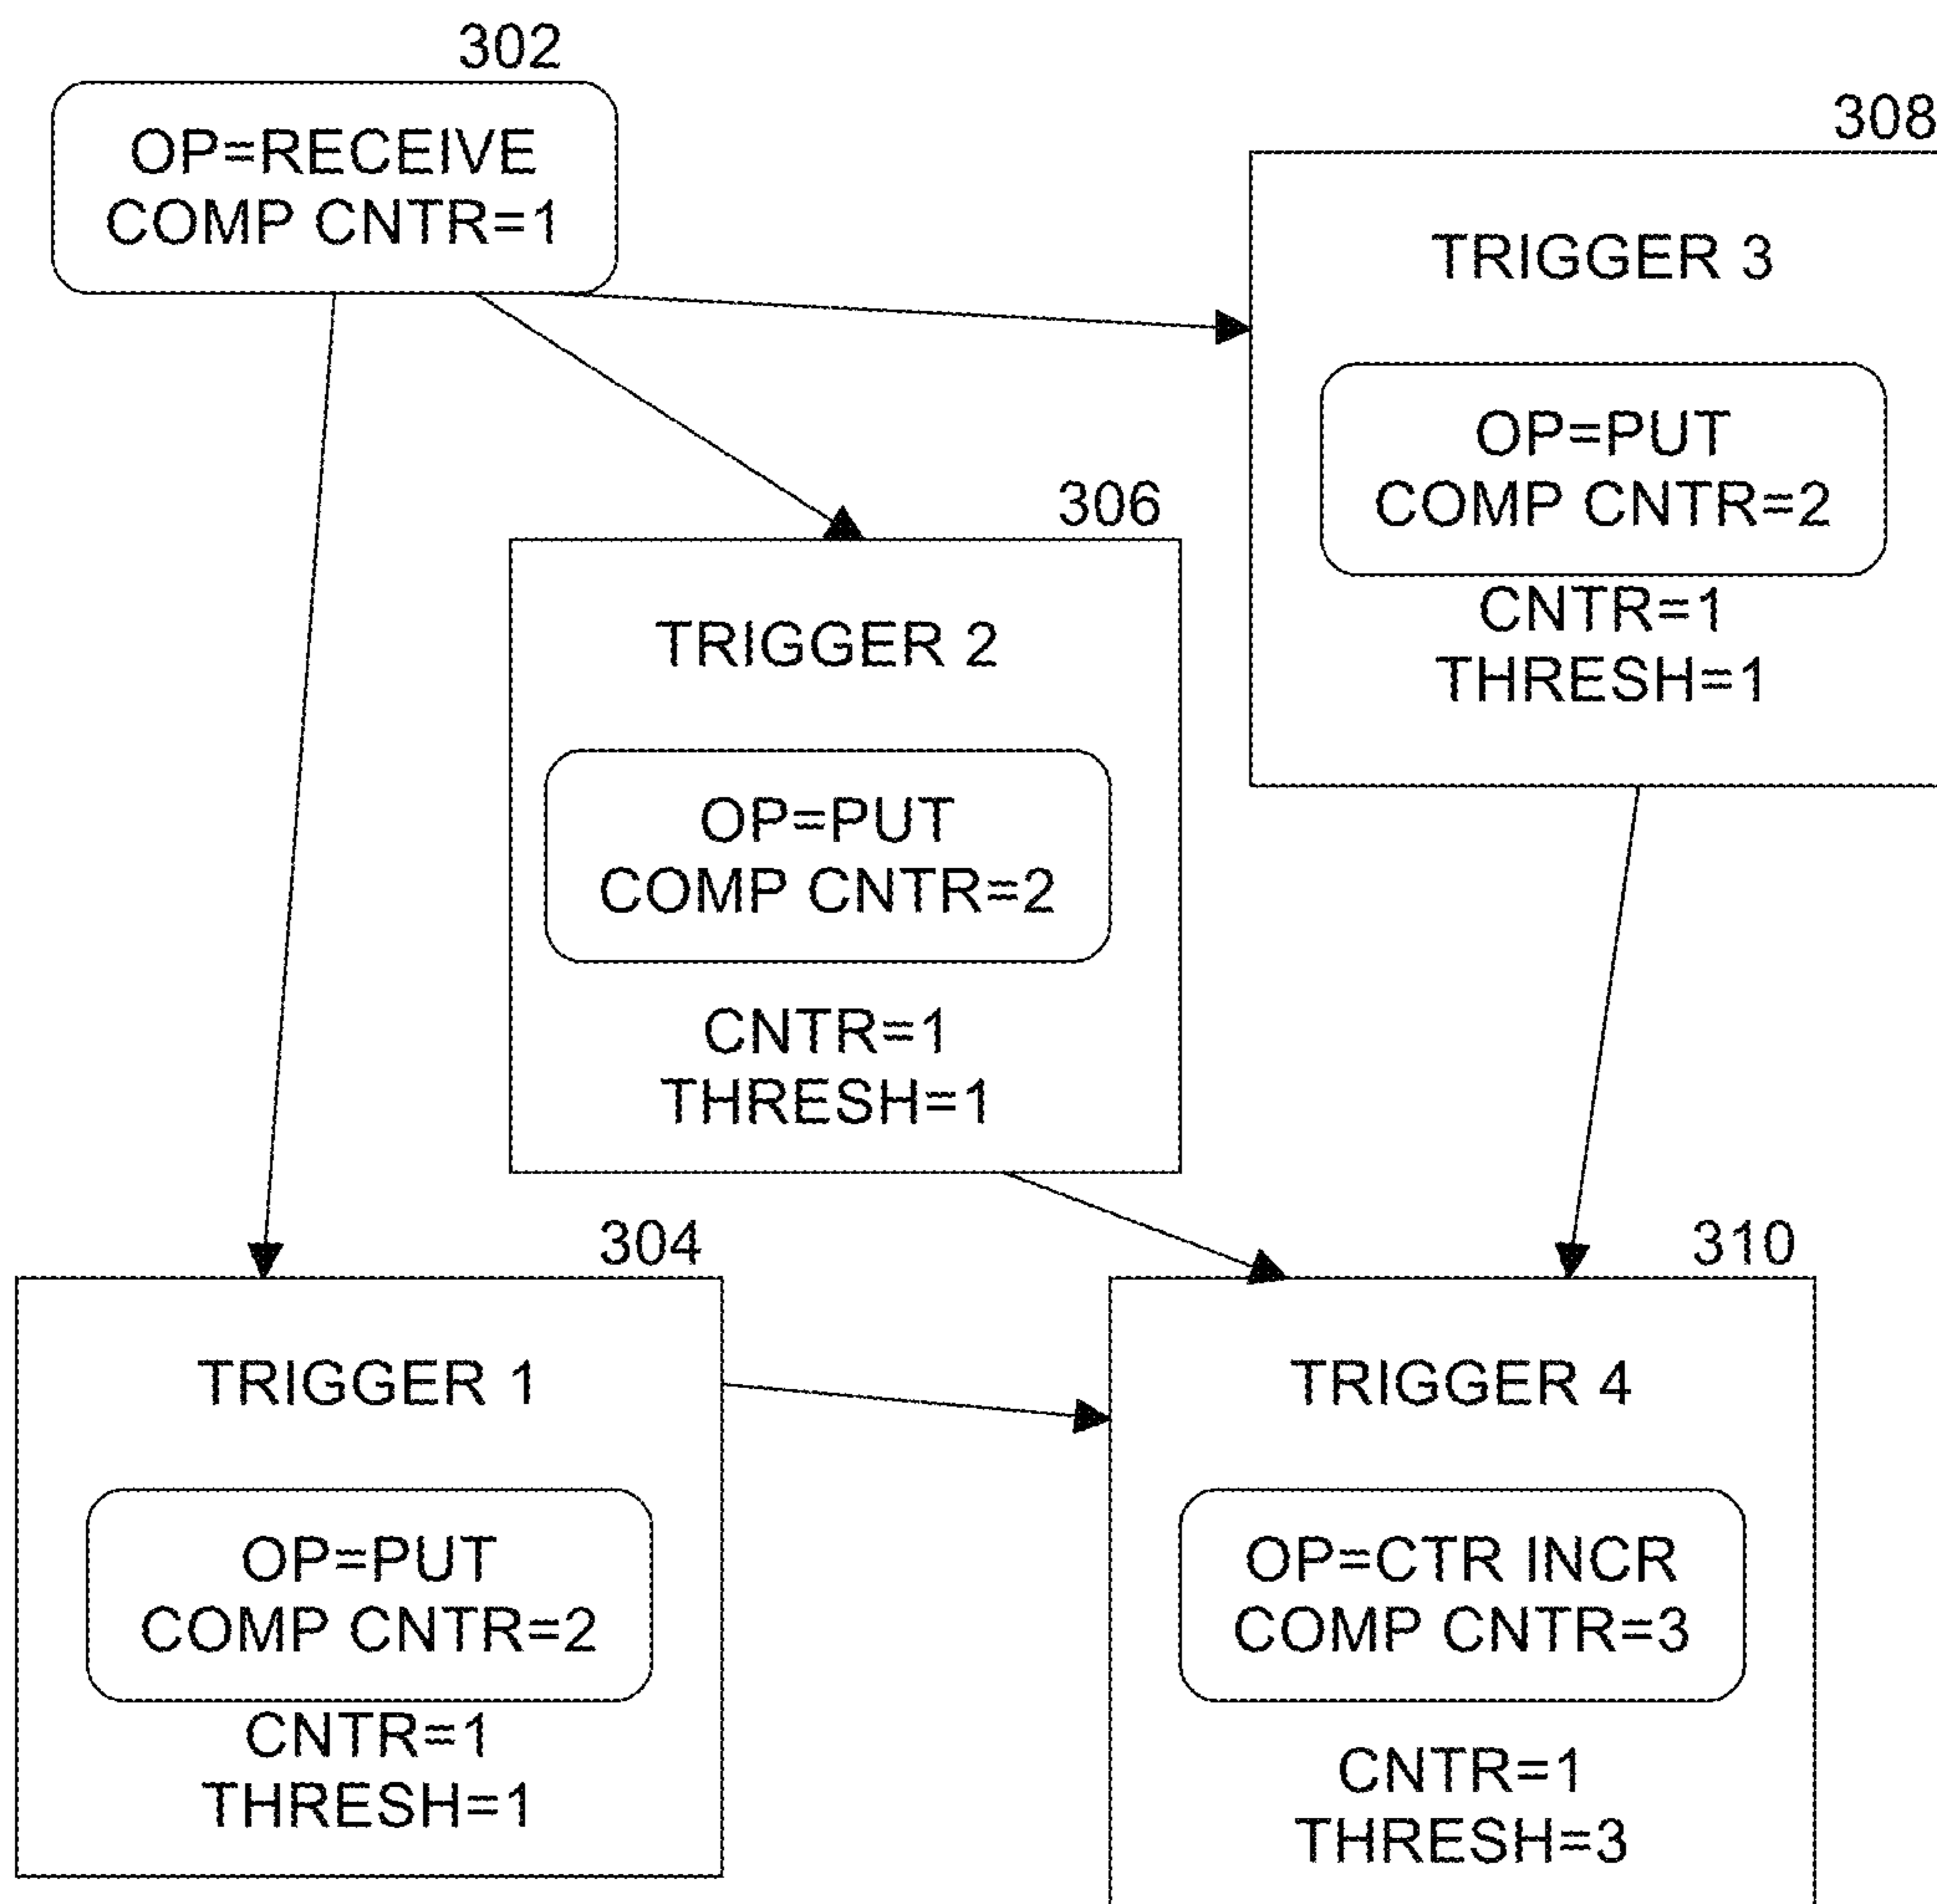 302
OP=RECEIVE
COMP CNTR=1
308
TRIGGER 3
OP=PUT
COMP CNTR=2
CNTR=1
THRESH=1
306
TRIGGER 2
OP=PUT
COMP CNTR=2
CNTR=1
THRESH=1
304
TRIGGER 1
OP=PUT
COMP CNTR=2
CNTR=1
THRESH=1
310
TRIGGER 4
OP=CTR INCR
COMP CNTR=3
CNTR=1
THRESH=3